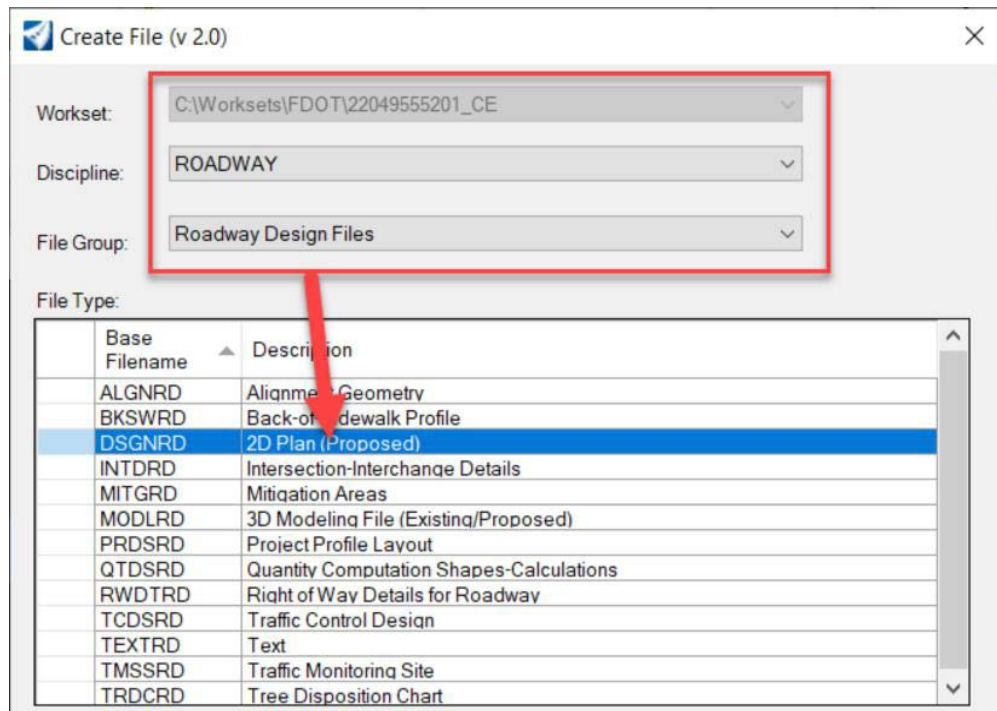 Create File (v 2.0)
Workset: C:\Worksets\FDOT\22049555201_CE
Discipline: ROADWAY
File Group: Roadway Design Files
File Type:
Base Filename Description
ALGNRD Alignment Geometry
BKSWRD Back-of-Sidewalk Profile
DSGNRD 2D Plan (Proposed)
INTDRD Intersection-Interchange Details
MITGRD Mitigation Areas
MODLRD 3D Modeling File (Existing/Proposed)
PRDSRD Project Profile Layout
QTDSRD Quantity Computation Shapes-Calculations
RWDTRD Right of Way Details for Roadway
TCDSRD Traffic Control Design
TEXTRD Text
TMSSRD Traffic Monitoring Site
TRDCRD Tree Disposition Chart